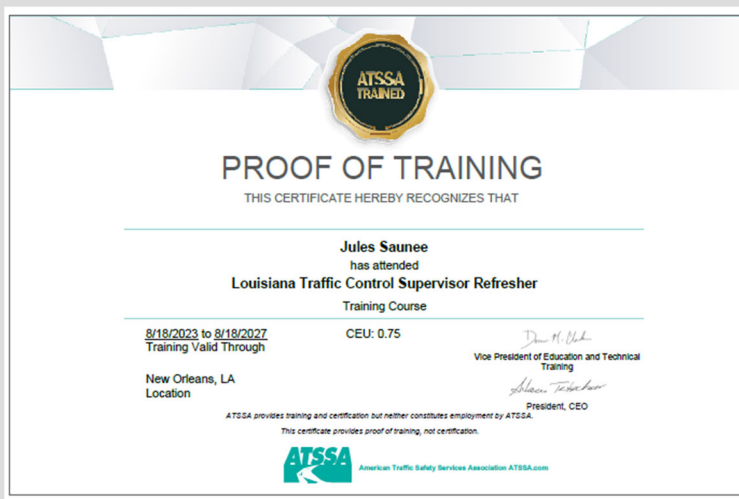 ATSSA
TRAINED
PROOF OF TRAINING
THIS CERTIFICATE HEREBY RECOGNIZES THAT
Jules Saunee
has attended
Louisiana Traffic Control Supervisor Refresher
Training Course
8/18/2023 to 8/18/2027
Training Valid Through
CEU: 0.75
Vice President of Education and Technical
Training
New Orleans, LA
Location
President, CEO
ATSSA provides training and certification but neither constitutes employment by ATSSA.
This certificate provides proof of training, not certification.
ATSSA
American Traffic Safety Services Association ATSSA.com